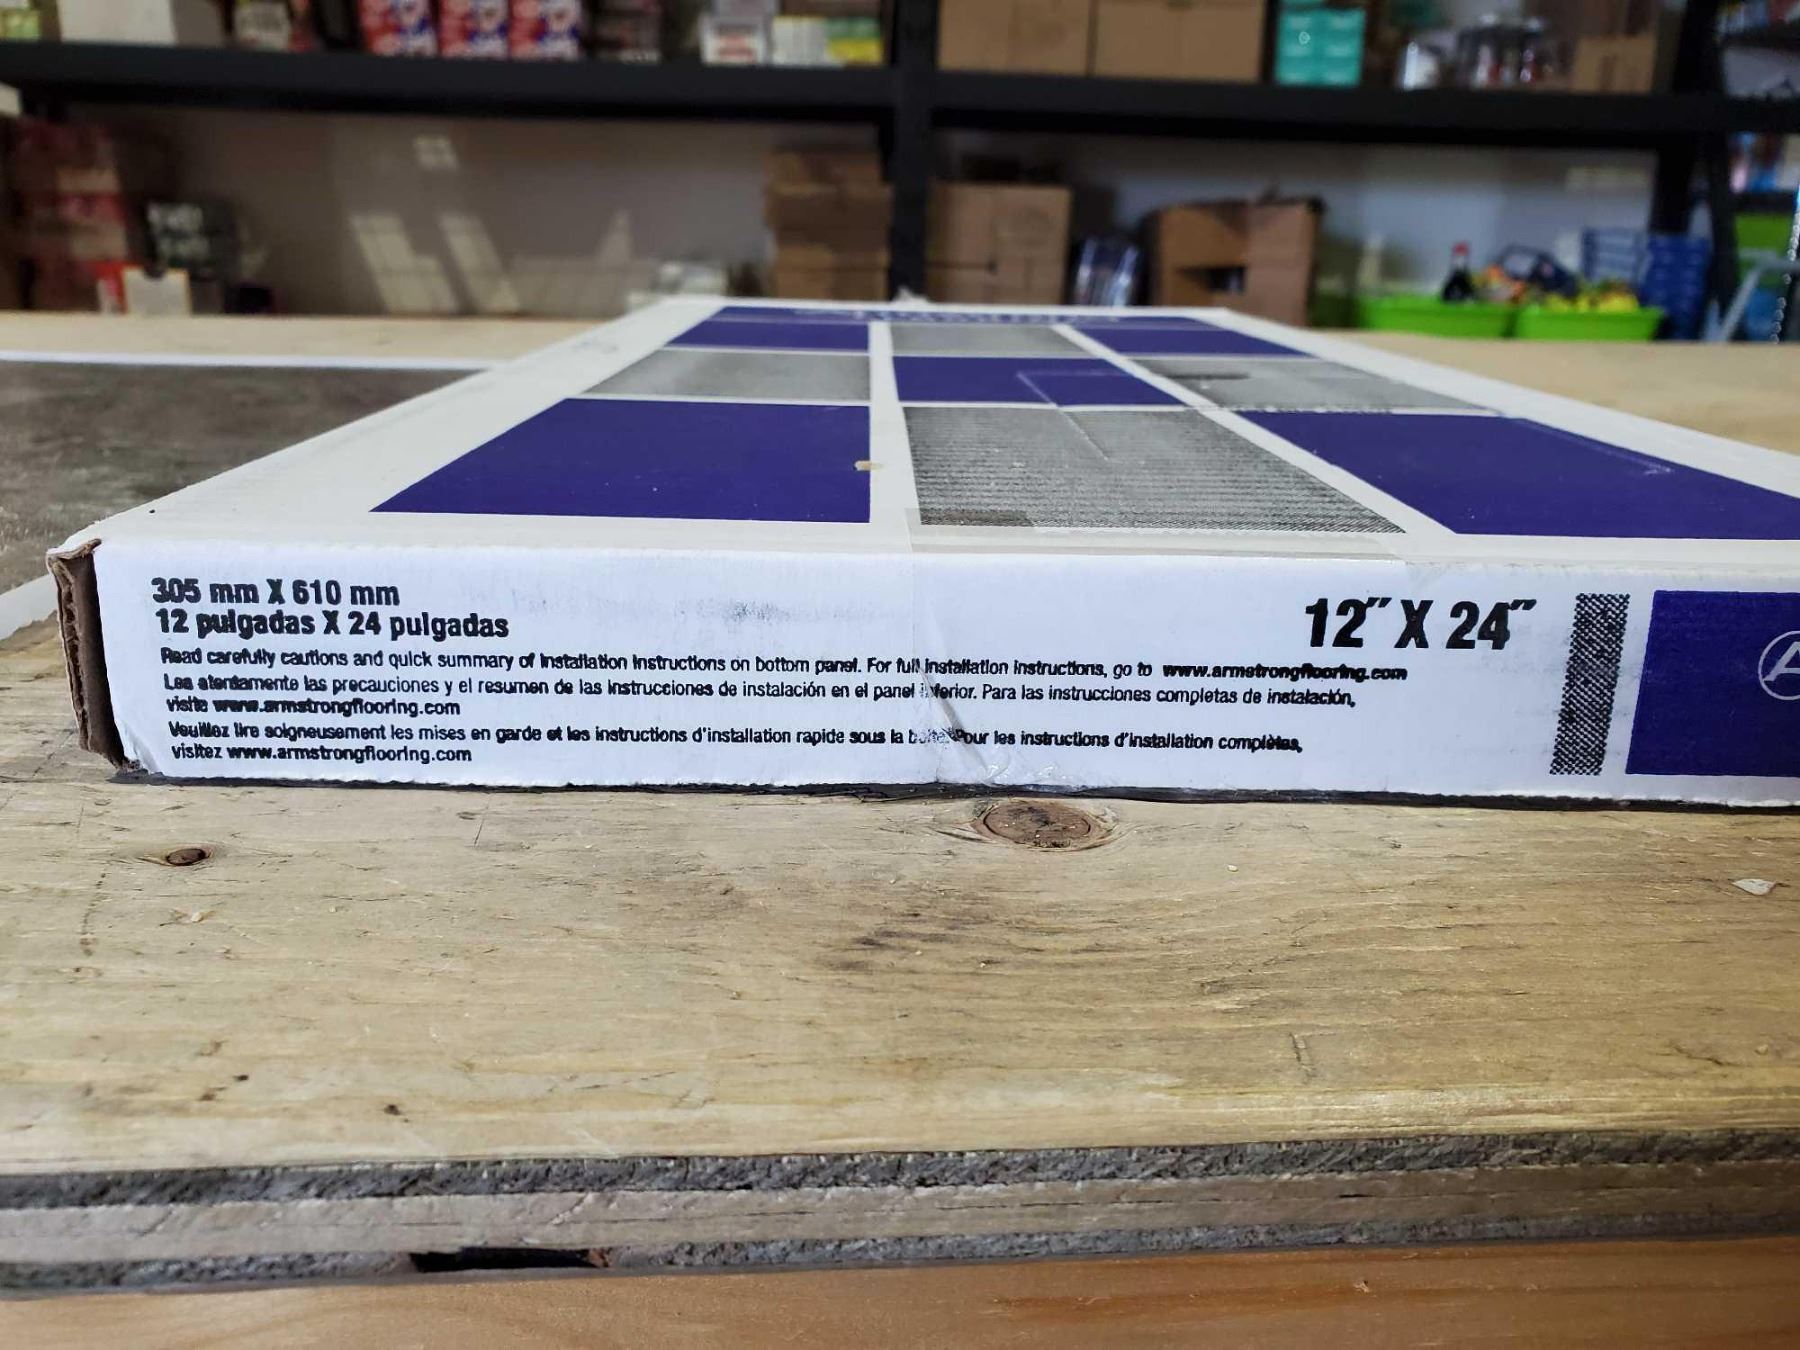 305 mm X 610 mm
12 pulgadas X 24 pulgadas
12" X 24"
Read carefully cautions and quick summary of installation instructions on bottom panel. For full installation instructions, go to www.armstrongflooring.com
Lea atentamente las precauciones y el resumen de las instrucciones de instalación en el panel inferior. Para las instrucciones completas de instalación,
visite www.armstrongflooring.com
Veuillez lire soigneusement les mises en garde et les instructions d'installation rapide sous la boîte. Pour les instructions d'installation complètes,
visitez www.armstrongflooring.com